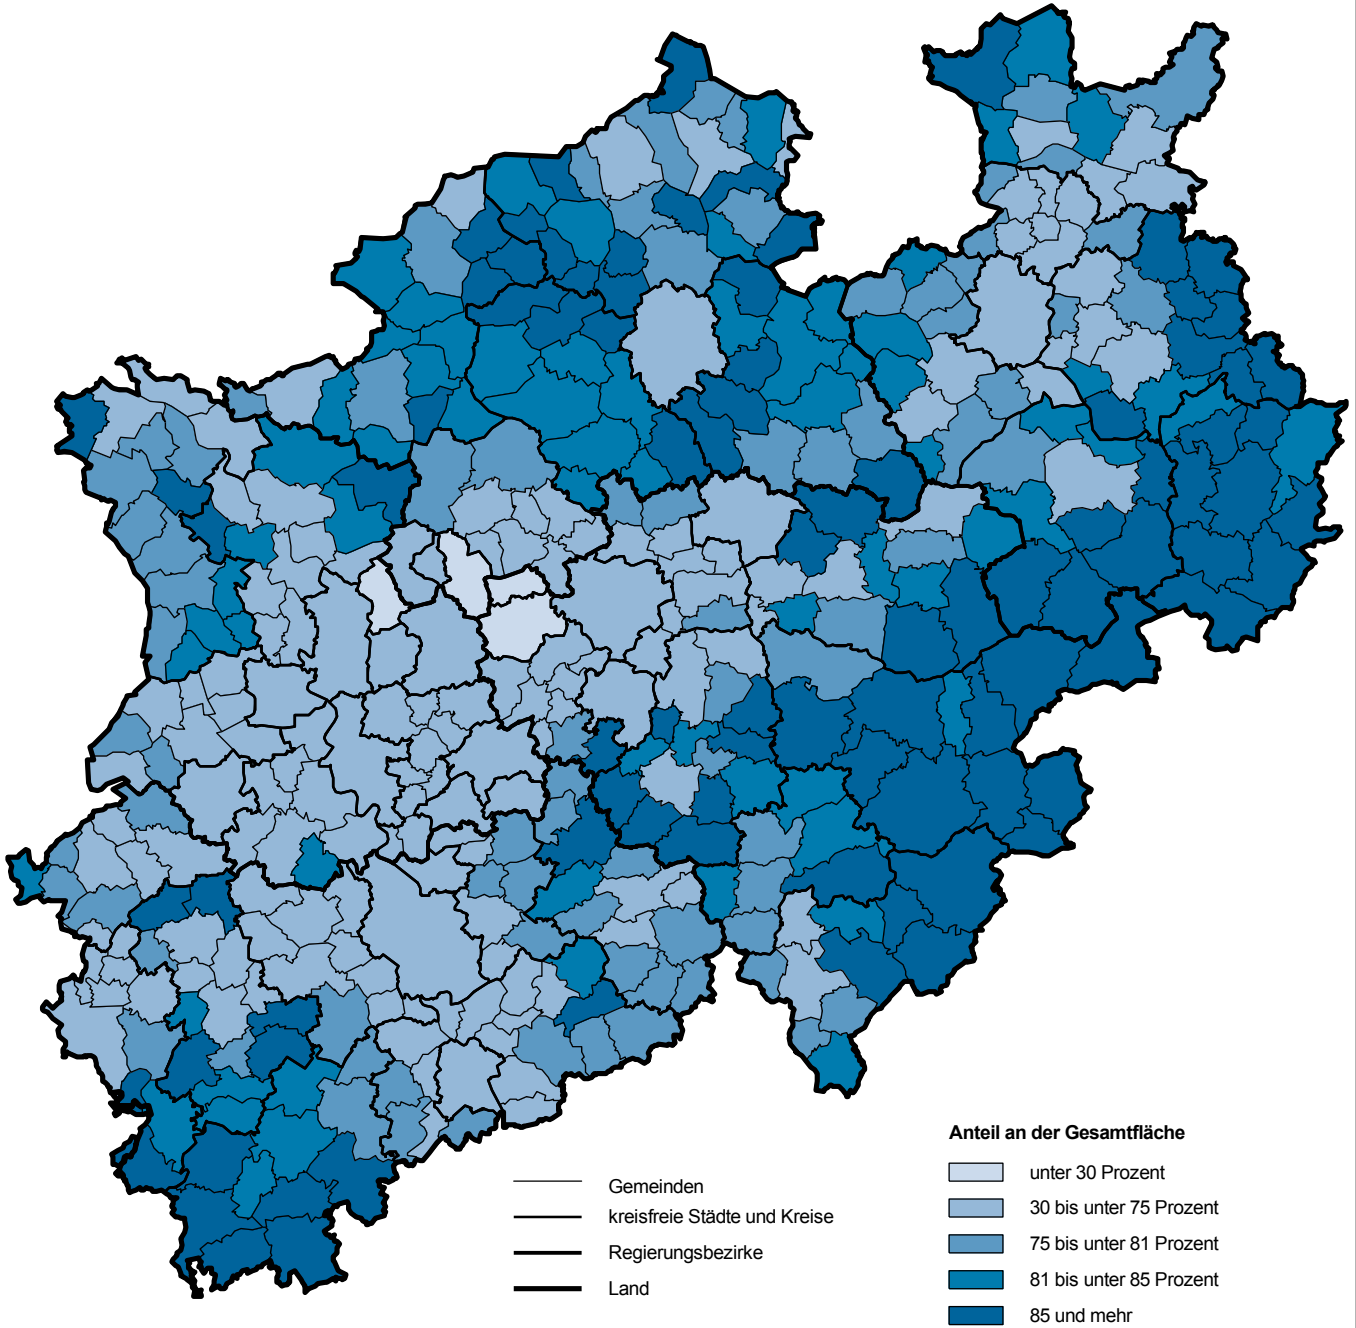 Gemeinden
kreisfreie Städte und Kreise
Regierungsbezirke
Land
Anteil an der Gesamtfläche
unter 30 Prozent
30 bis unter 75 Prozent
75 bis unter 81 Prozent
81 bis unter 85 Prozent
85 und mehr